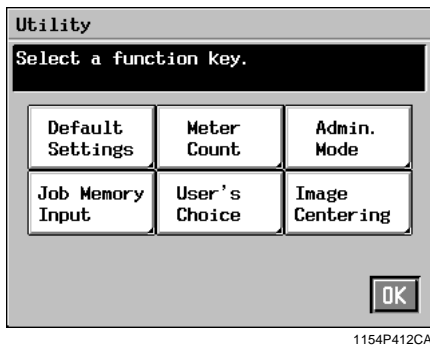 Utility
Select a function key.
Default Settings
Meter Count
Admin. Mode
Job Memory Input
User's Choice
Image Centering
OK
1154P412CA